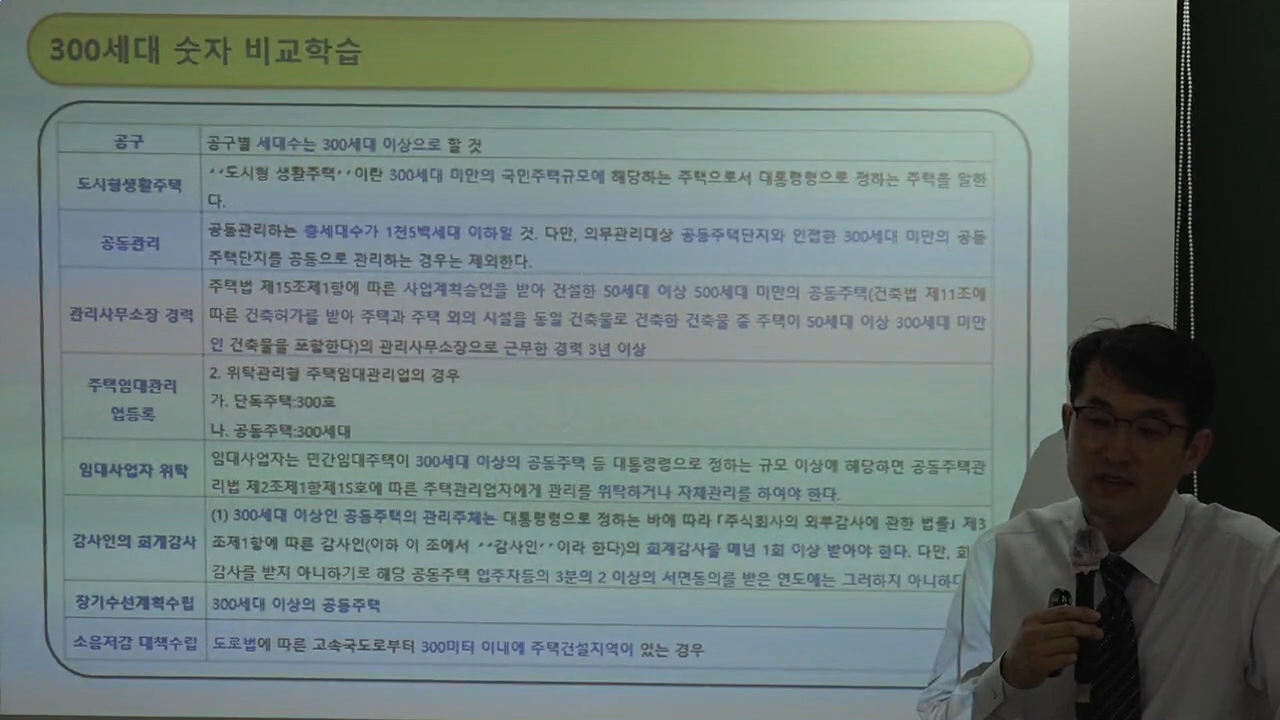 300세대 숫자 비교학습
공구
공구별 세대수는 300세대 이상으로 할 것
도시형생활주택
‘‘도시형 생활주택’’이란 300세대 미만의 국민주택규모에 해당하는 주택으로서 대통령령으로 정하는 주택을 말한
다.
공동관리
공동관리하는 총세대수가 1천5백세대 이하일 것. 다만, 의무관리대상 공동주택단지와 인접한 300세대 미만의 공동
주택단지를 공동으로 관리하는 경우는 제외한다.
관리사무소장 경력
주택법 제15조제1항에 따른 사업계획승인을 받아 건설한 50세대 이상 500세대 미만의 공동주택(건축법 제11조에
따른 건축허가를 받아 주택과 주택 외의 시설을 동일 건축물로 건축한 건축물 중 주택이 50세대 이상 300세대 미만
인 건축물을 포함한다)의 관리사무소장으로 근무한 경력 3년 이상
주택임대관리
업등록
2. 위탁관리형 주택임대관리업의 경우
가. 단독주택:300호
나. 공동주택:300세대
임대사업자 위탁
임대사업자는 민간임대주택이 300세대 이상의 공동주택 등 대통령령으로 정하는 규모 이상에 해당하면 공동주택관
리법 제2조제1항제15호에 따른 주택관리업자에게 관리를 위탁하거나 자체관리를 하여야 한다.
감사인의 회계감사
(1) 300세대 이상인 공동주택의 관리주체는 대통령령으로 정하는 바에 따라 「주식회사의 외부감사에 관한 법률」 제3
조제1항에 따른 감사인(이하 이 조에서 ‘‘감사인’’이라 한다)의 회계감사를 매년 1회 이상 받아야 한다. 다만, 회
감사를 받지 아니하기로 해당 공동주택 입주자등의 3분의 2 이상의 서면동의를 받은 연도에는 그러하지 아니하다
장기수선계획수립
300세대 이상의 공동주택
소음저감 대책수립
도로법에 따른 고속국도로부터 300미터 이내에 주택건설지역이 있는 경우